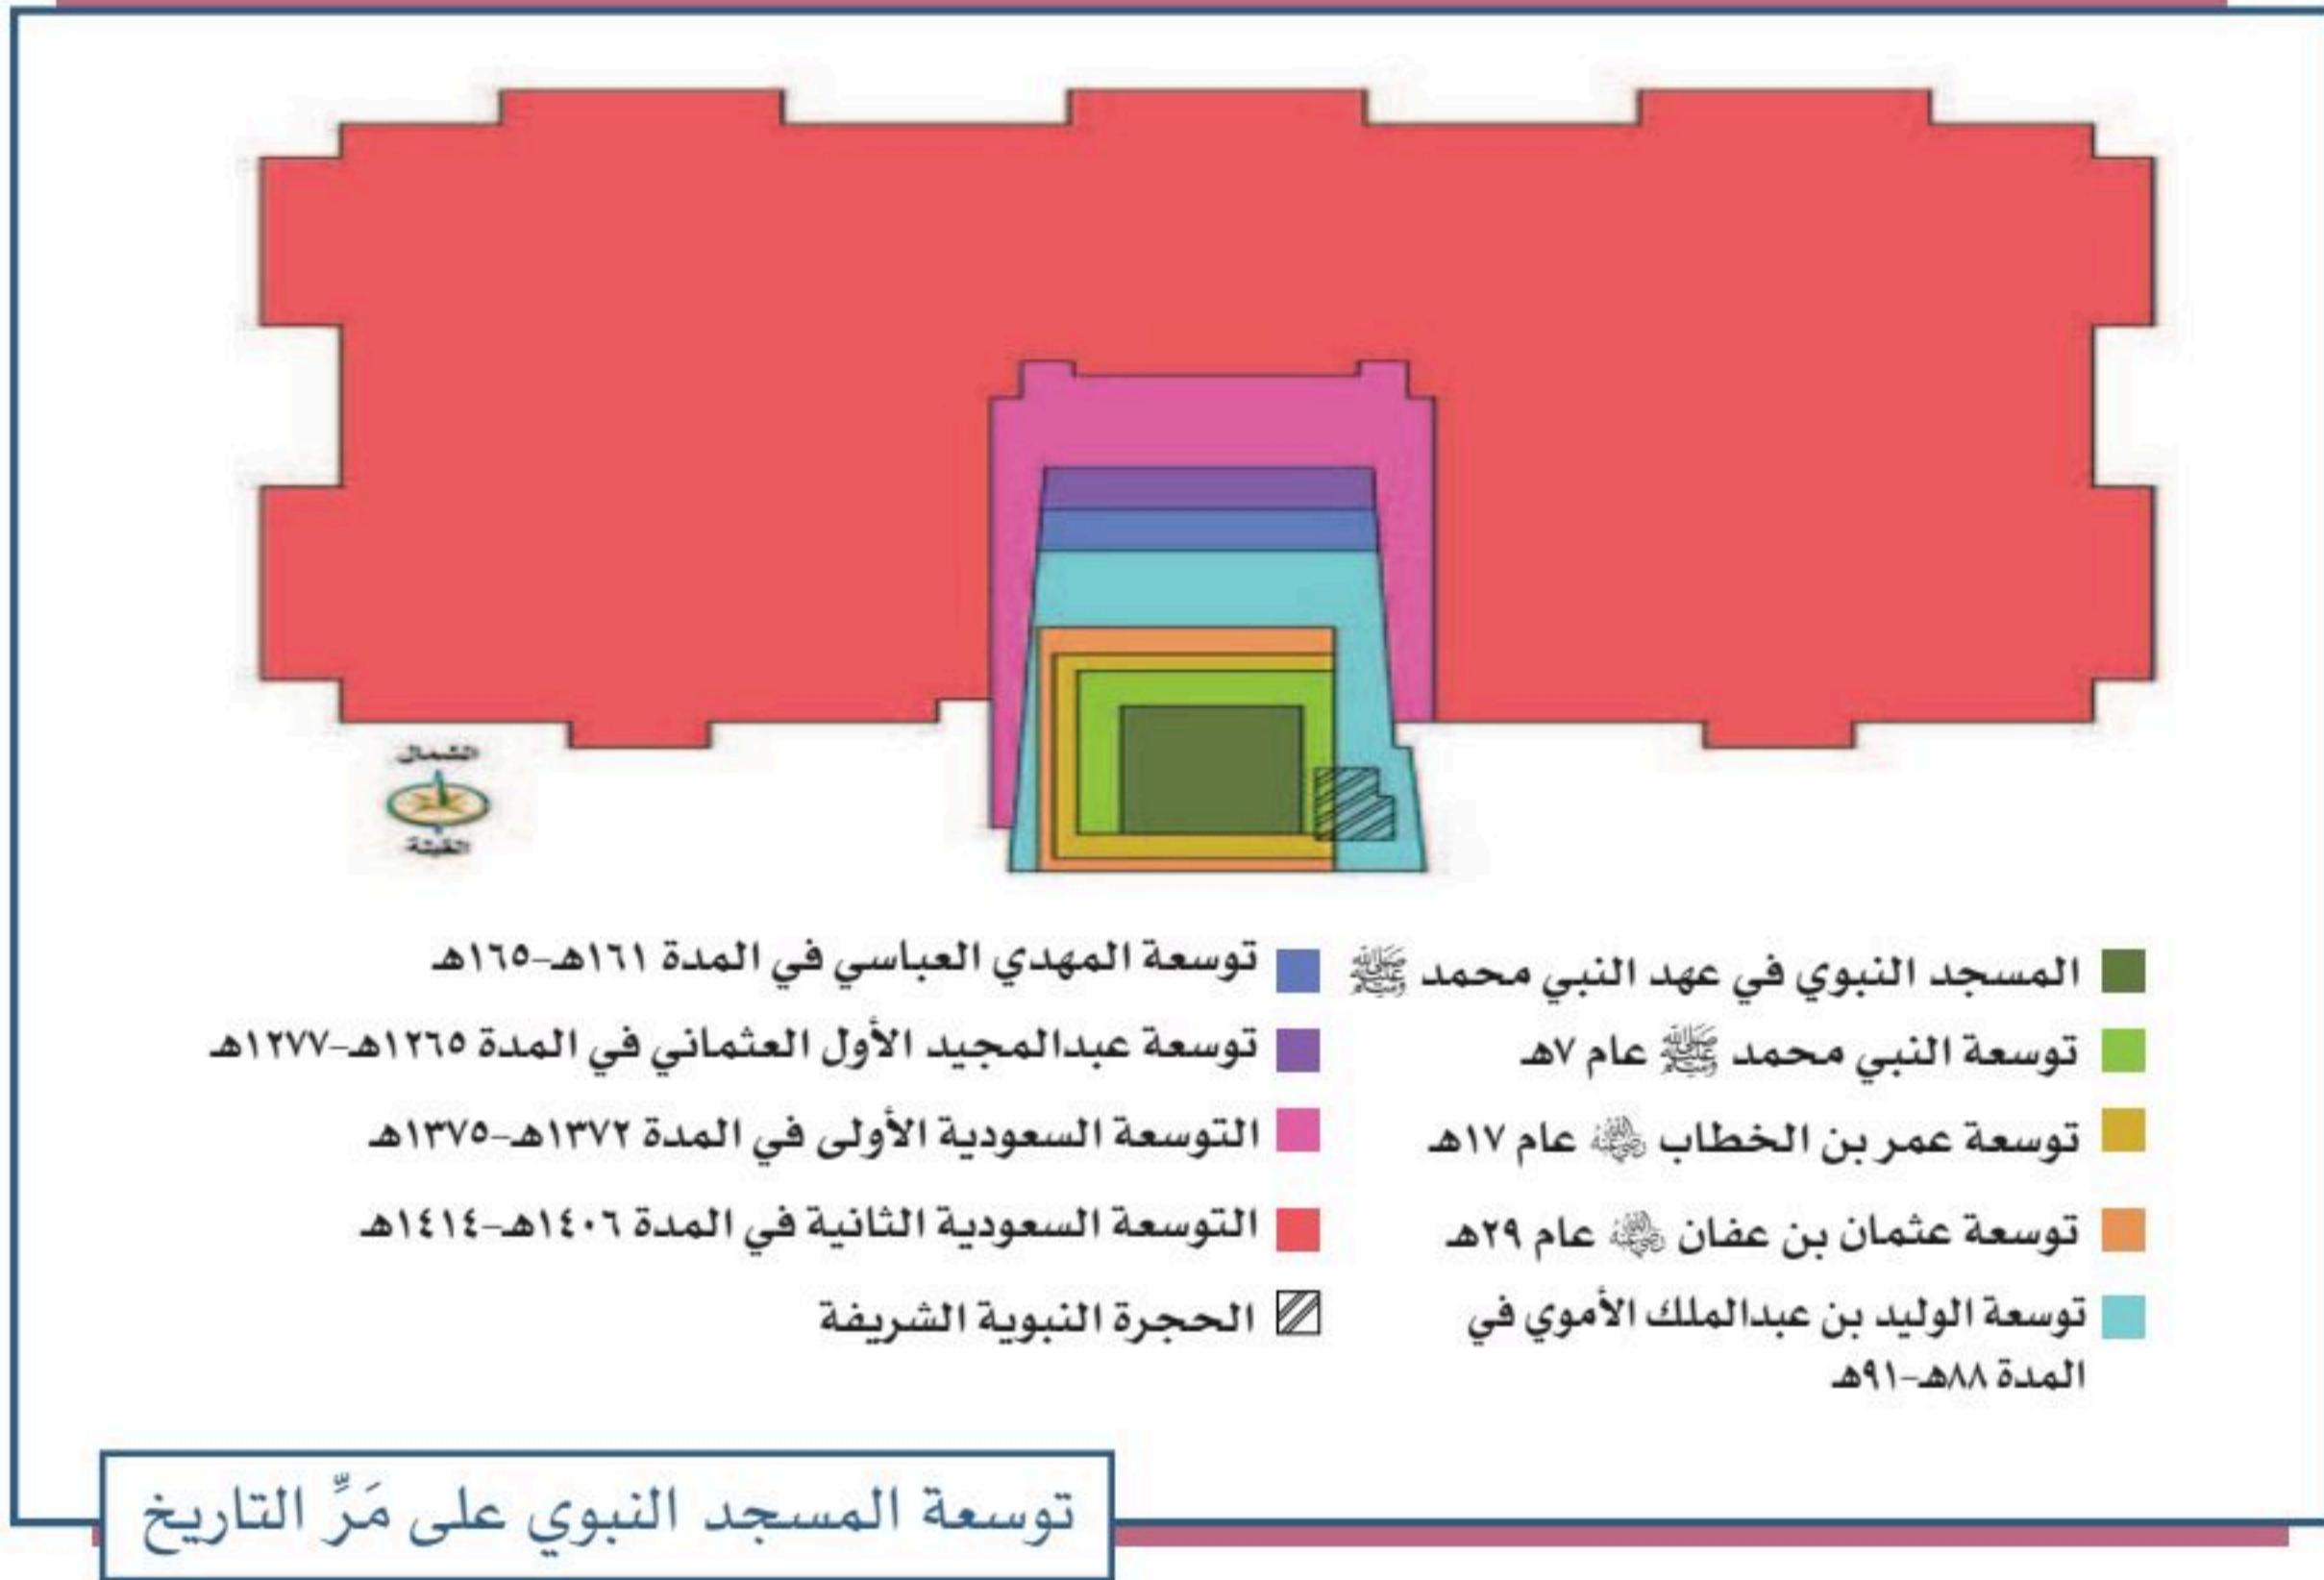 الشمال
القبلة
المسجد النبوي في عهد النبي محمد ﷺ
توسعة النبي محمد ﷺ عام ٧هـ
توسعة عمر بن الخطاب رضي الله عنه عام ١٧هـ
توسعة عثمان بن عفان رضي الله عنه عام ٢٩هـ
توسعة الوليد بن عبدالملك الأموي في
المدة ٨٨هـ-٩١هـ
توسعة المهدي العباسي في المدة ١٦١هـ-١٦٥هـ
توسعة عبدالمجيد الأول العثماني في المدة ١٢٦٥هـ-١٢٧٧هـ
التوسعة السعودية الأولى في المدة ١٣٧٢هـ-١٣٧٥هـ
التوسعة السعودية الثانية في المدة ١٤٠٦هـ-١٤١٤هـ
الحجرة النبوية الشريفة
توسعة المسجد النبوي على مَرِّ التاريخ